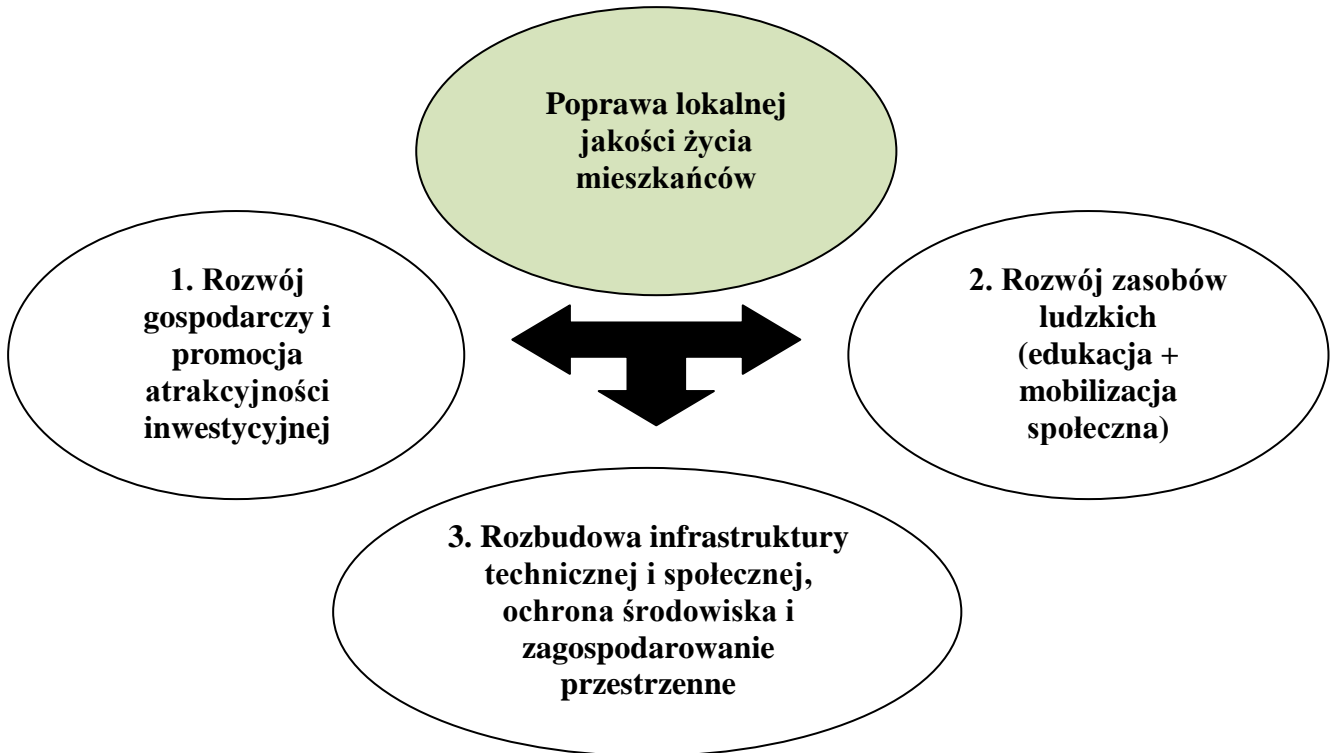 Poprawa lokalnej
jakości życia
mieszkańców
1. Rozwój
gospodarczy i
promocja
atrakcyjności
inwestycyjnej
2. Rozwój zasobów
ludzkich
(edukacja +
mobilizacja
społeczna)
3. Rozbudowa infrastruktury
technicznej i społecznej,
ochrona środowiska i
zagospodarowanie
przestrzenne